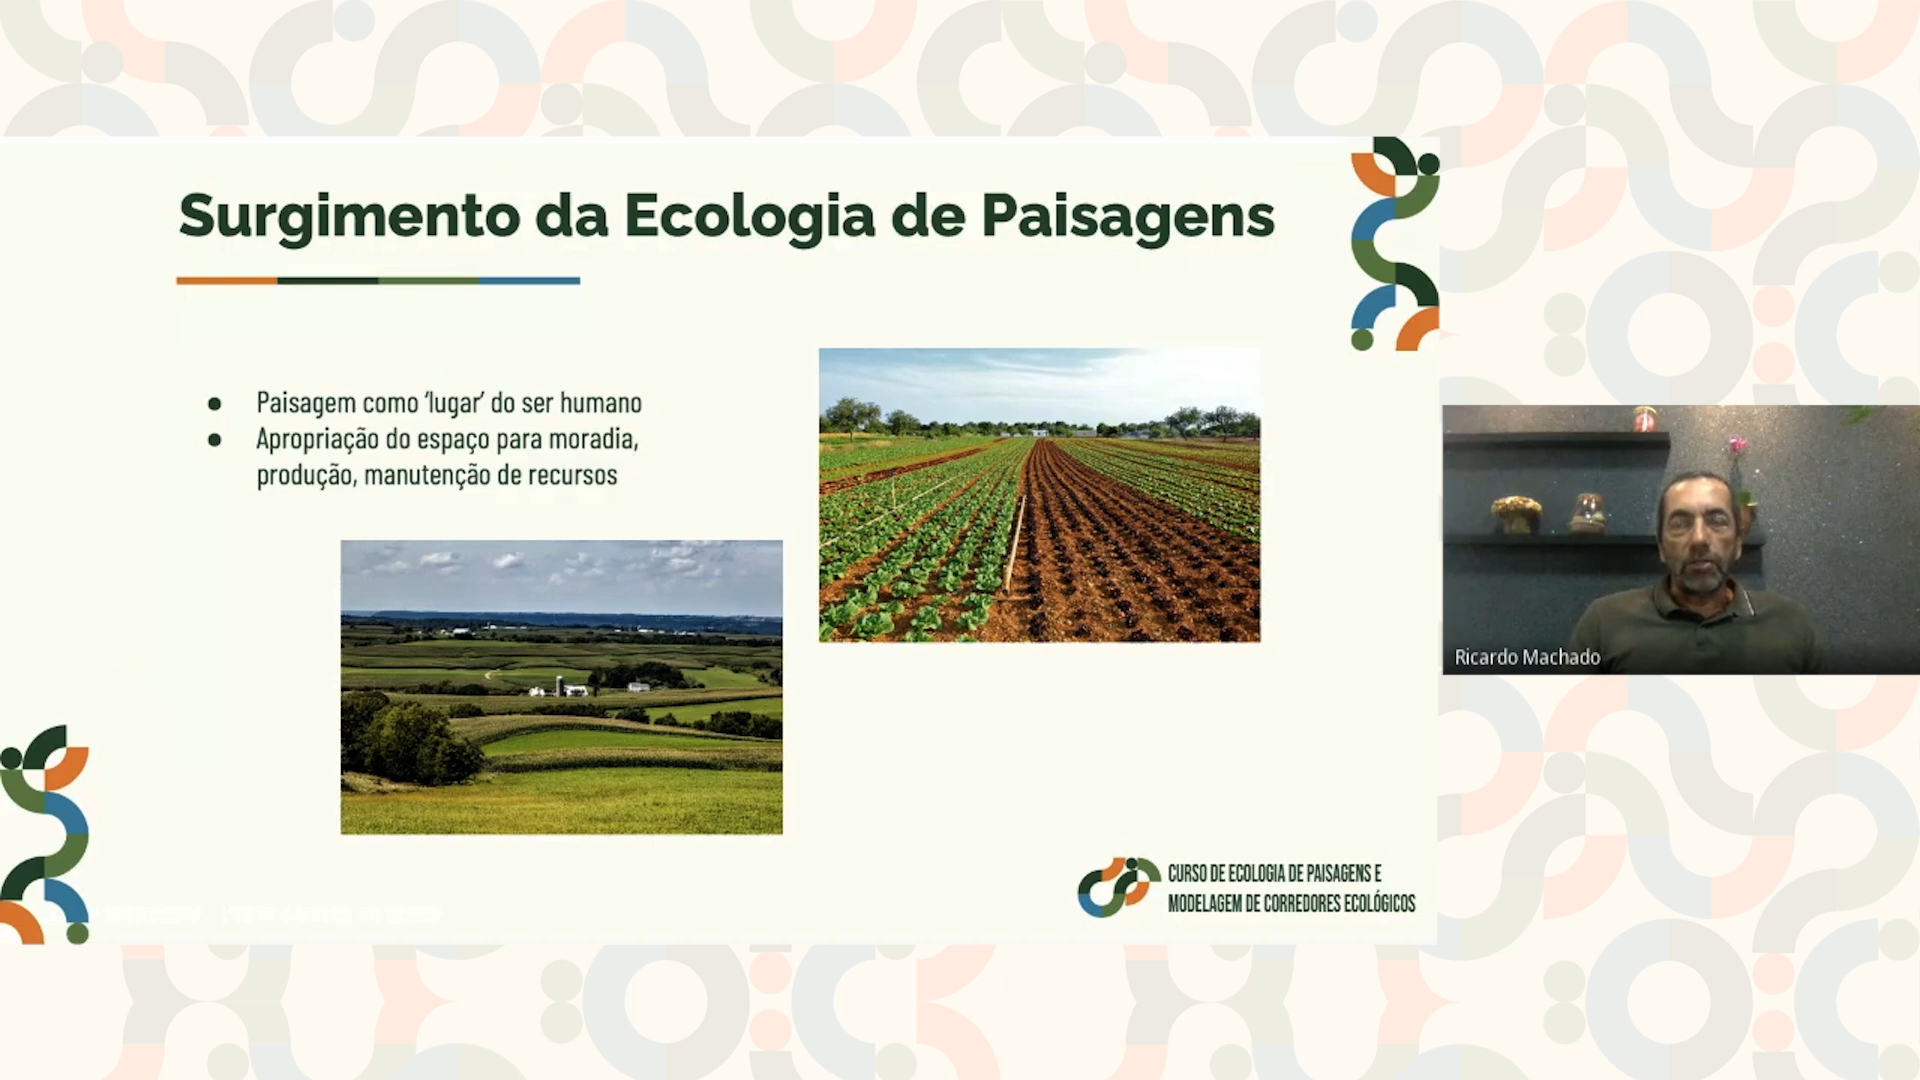 Surgimento da Ecologia de Paisagens
● Paisagem como ‘lugar’ do ser humano
● Apropriação do espaço para moradia,
produção, manutenção de recursos
Ricardo Machado
CURSO DE ECOLOGIA DE PAISAGENS E
MODELAGEM DE CORREDORES ECOLÓGICOS